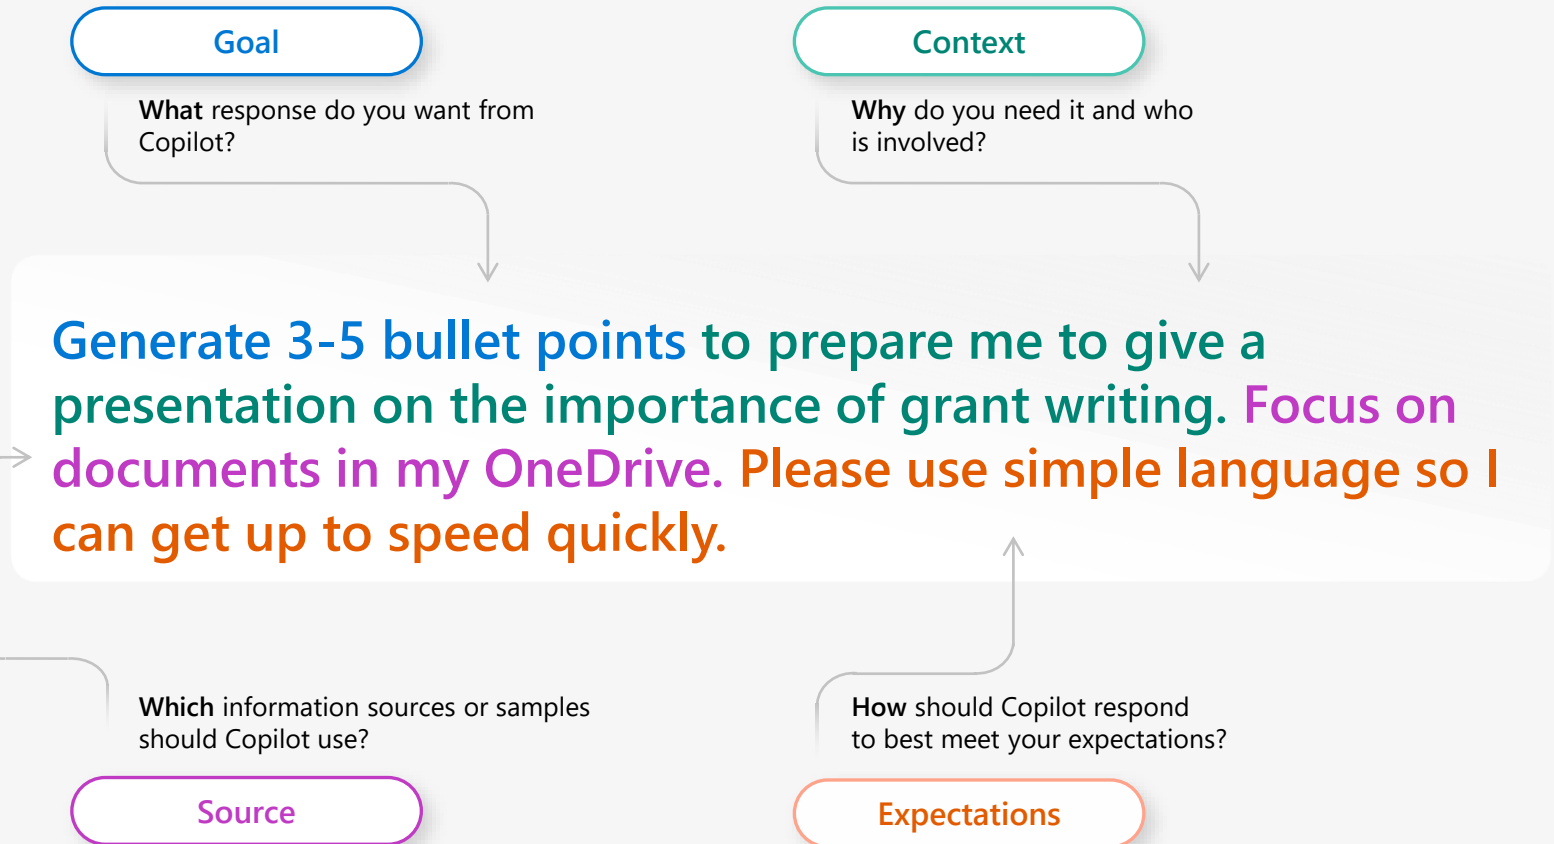 Goal
Context
What response do you want from
Copilot?
Why do you need it and who
is involved?
Generate 3-5 bullet points to prepare me to give a
presentation on the importance of grant writing. Focus on
documents in my OneDrive. Please use simple language so I
can get up to speed quickly.
Which information sources or samples
should Copilot use?
How should Copilot respond
to best meet your expectations?
Source
Expectations